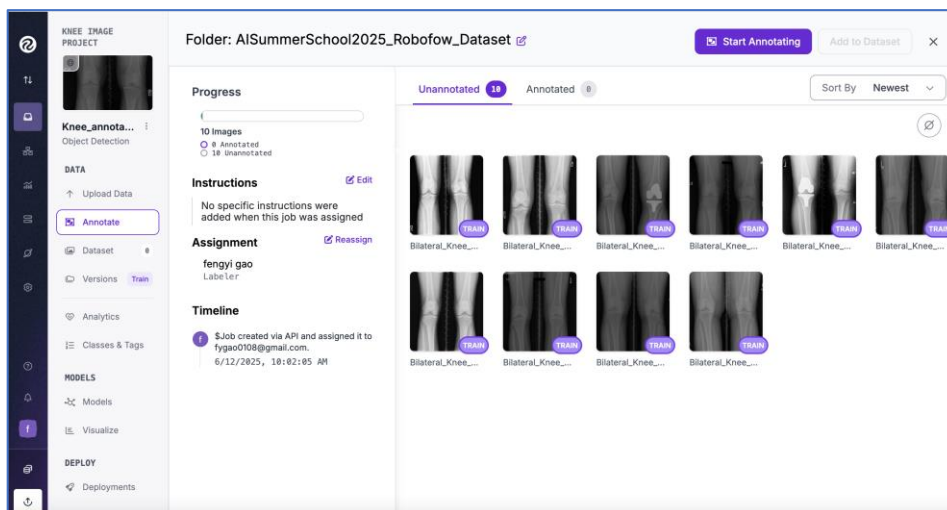 KNEE IMAGE
PROJECT
Knee_annota...
Object Detection
DATA
Upload Data
Annotate
Dataset 0
Versions Train
Analytics
Classes & Tags
MODELS
Models
Visualize
DEPLOY
Deployments
f
Folder: AISummerSchool2025_Robofow_Dataset
Start Annotating
Add to Dataset
Progress
10 Images
0 Annotated
10 Unannotated
Instructions Edit
No specific instructions were
added when this job was assigned
Assignment Reassign
fengyi gao
Labeler
Timeline
f
$Job created via API and assigned it to
fygao0108@gmail.com.
6/12/2025, 10:02:05 AM
Unannotated 10 Annotated 0
Sort By Newest
TRAIN TRAIN TRAIN TRAIN TRAIN TRAIN
Bilateral_Knee_... Bilateral_Knee_... Bilateral_Knee_... Bilateral_Knee_... Bilateral_Knee_... Bilateral_Knee_...
TRAIN TRAIN TRAIN TRAIN
Bilateral_Knee_... Bilateral_Knee_... Bilateral_Knee_... Bilateral_Knee_...